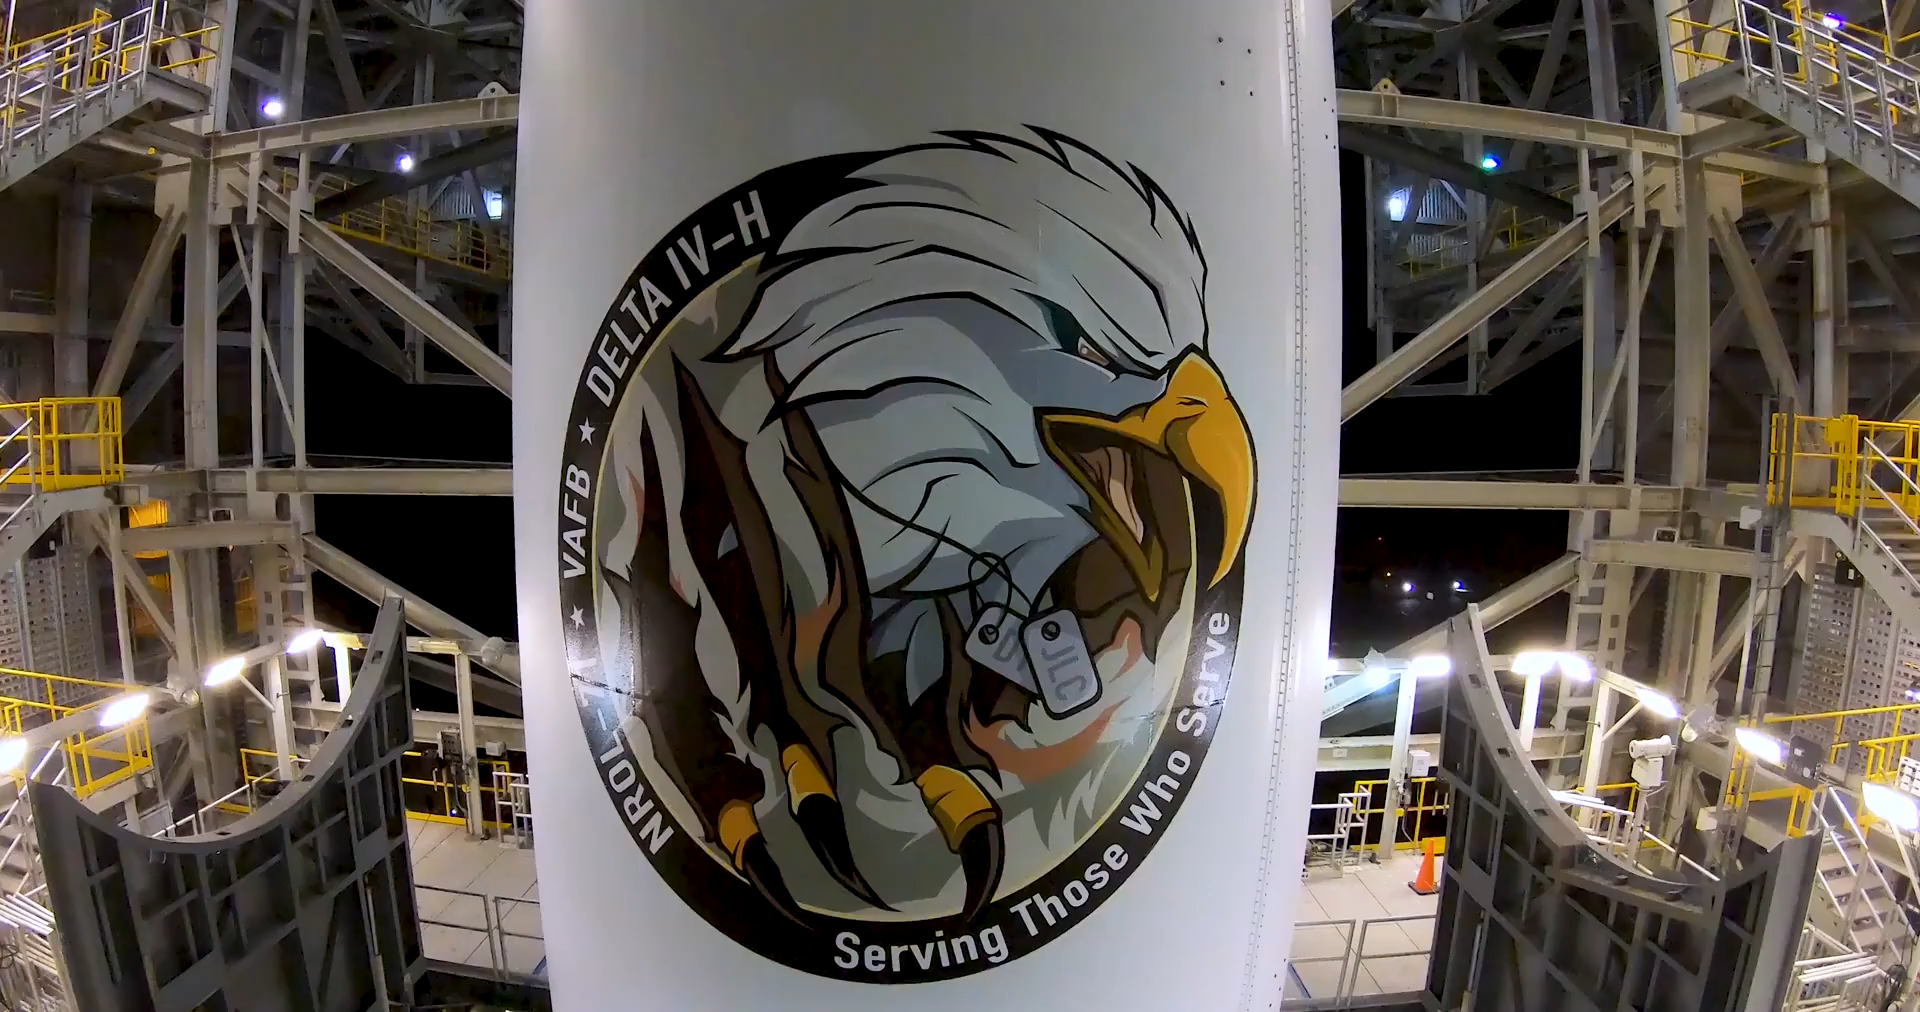 NROL-71 ★ VAFB ★ DELTA IV-H
Serving Those Who Serve
JLC